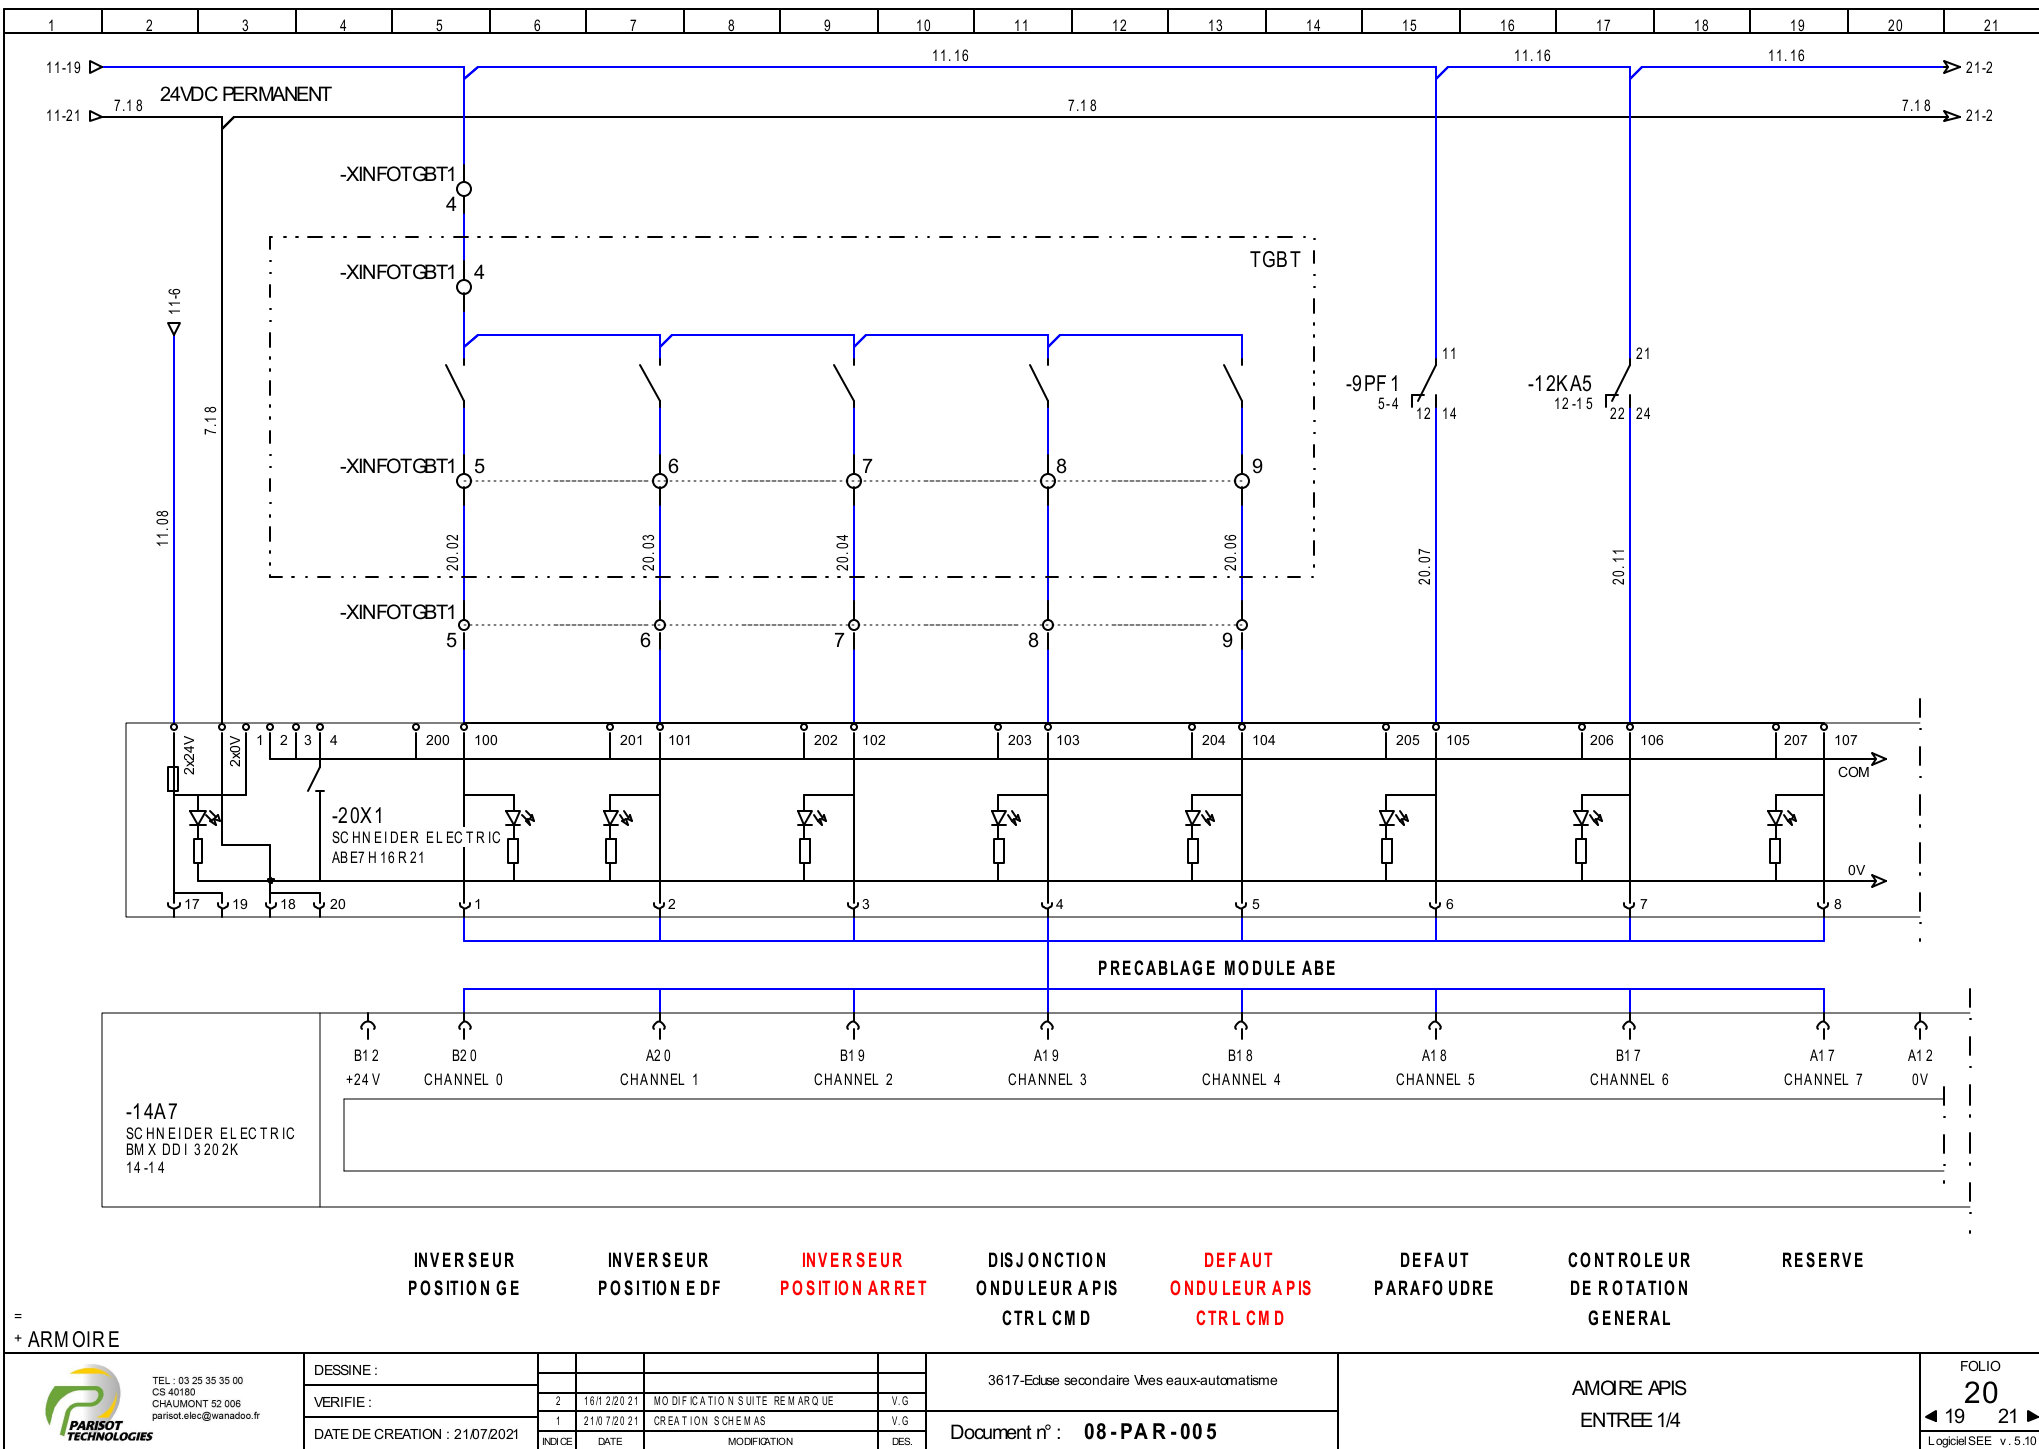 1 2 3 4 5 6 7 8 9 10 11 12 13 14 15 16 17 18 19 20 21
11-19 11.16 11.16 11.16 21-2
24VDC PERMANENT
11-21 7.18 7.18 7.18 21-2
-XINFOTGBT1
4
TGBT
-XINFOTGBT1 4
11-6
11
21
-9PF1
5-4
12 14
-12KA5
12-15
22 24
7.18
11.08
-XINFOTGBT1 5 6 7 8 9
20.02 20.03 20.04 20.06 20.07 20.11
-XINFOTGBT1
5 6 7 8 9
2x24V 2x0V 1 2 3 4 200 100 201 101 202 102 203 103 204 104 205 105 206 106 207 107
COM
-20X1
SCHNEIDER ELECTRIC
ABE7H16R21
0V
17 19 18 20 1 2 3 4 5 6 7 8
PRECABLAGE MODULE ABE
B12 B20 A20 B19 A19 B18 A18 B17 A17 A12
+24V CHANNEL 0 CHANNEL 1 CHANNEL 2 CHANNEL 3 CHANNEL 4 CHANNEL 5 CHANNEL 6 CHANNEL 7 0V
-14A7
SCHNEIDER ELECTRIC
BMX DDI 3202K
14-14
INVERSEUR
POSITION GE
INVERSEUR
POSITION EDF
INVERSEUR
POSITION ARRET
DISJONCTION
ONDULEUR APIS
CTRL CMD
DEFAUT
ONDULEUR APIS
CTRL CMD
DEFAUT
PARAFOUDRE
CONTROLEUR
DE ROTATION
GENERAL
RESERVE
=
+ ARMOIRE
PARISOT
TECHNOLOGIES
TEL : 03 25 35 35 00
CS 40180
CHAUMONT 52 006
parisot.elec@wanadoo.fr
DESSINE :
VERIFIE :
DATE DE CREATION : 21/07/2021
2 16/12/2021 MODIFICATION SUITE REMARQUE V.G
1 21/07/2021 CREATION SCHEMAS V.G
INDICE DATE MODIFICATION DES.
3617-Ecluse secondaire Vives eaux-automatisme
Document n° : 08-PAR-005
AMOIRE APIS
ENTREE 1/4
FOLIO
20
19 21
Logiciel SEE v.5.10